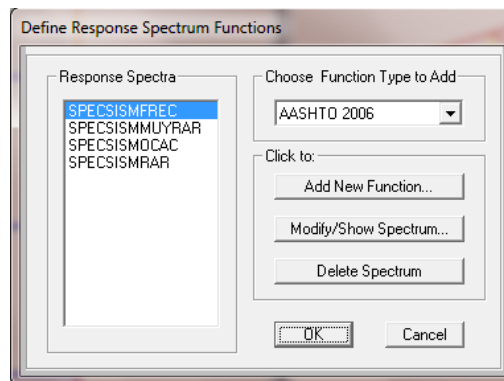 Define Response Spectrum Functions
Response Spectra
SPECSISMFREC
SPECSISMMUYRAR
SPECSISMOCAC
SPECSISMRAR
Choose Function Type to Add
AASHTO 2006
Click to:
Add New Function...
Modify/Show Spectrum...
Delete Spectrum
OK
Cancel